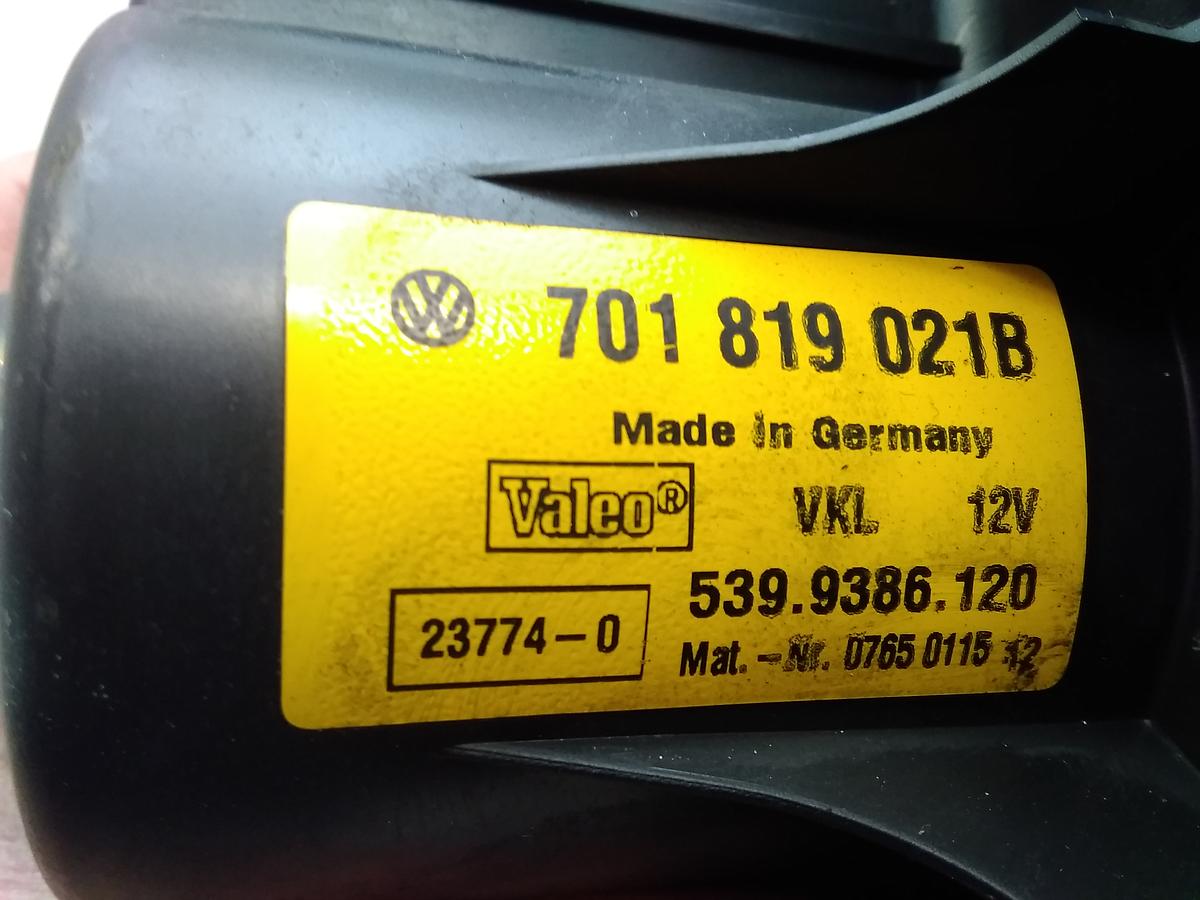 701 819 021B
Made in Germany
Valeo®
VKL 12V
539.9386.120
23774-0
Mat.-Nr. 0765 0115 12